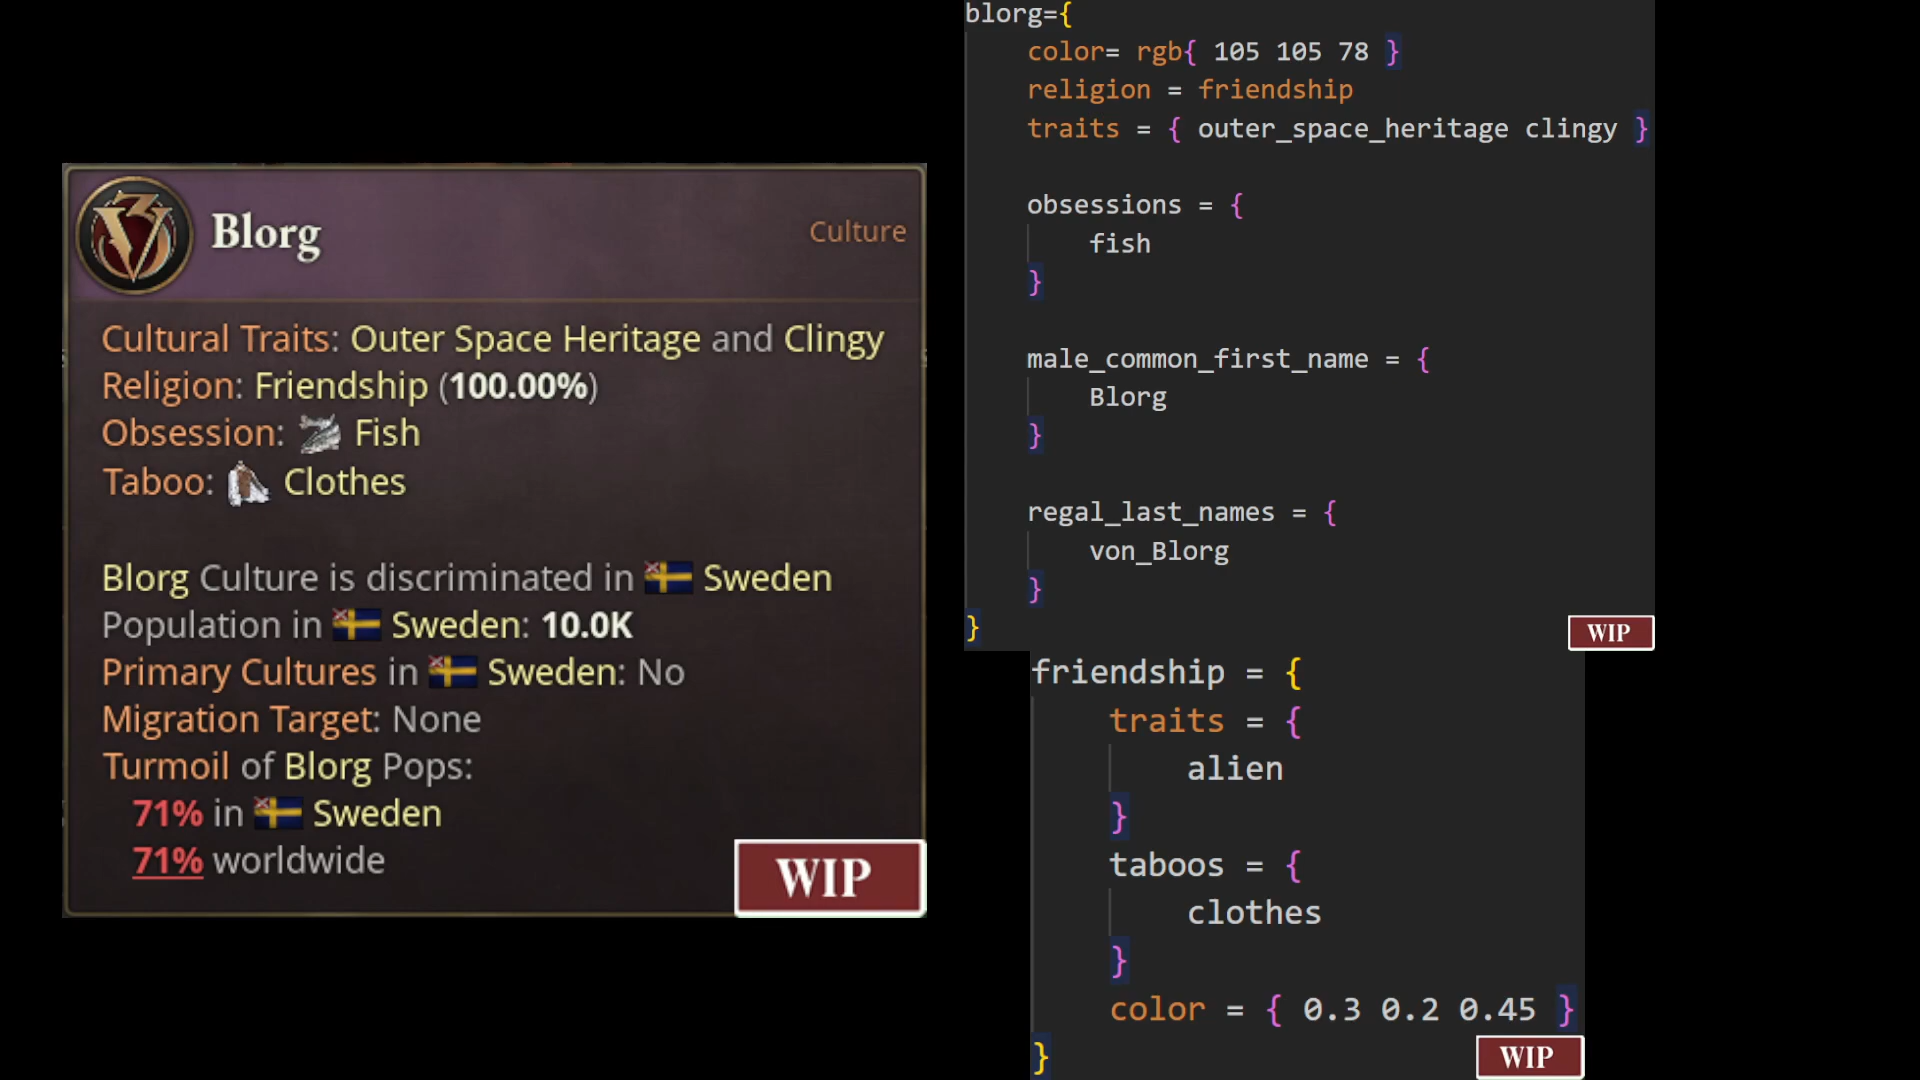 Blorg
Culture
Cultural Traits: Outer Space Heritage and Clingy
Religion: Friendship (100.00%)
Obsession: Fish
Taboo: Clothes
Blorg Culture is discriminated in Sweden
Population in Sweden: 10.0K
Primary Cultures in Sweden: No
Migration Target: None
Turmoil of Blorg Pops:
71% in Sweden
71% worldwide
WIP
blorg={
color= rgb{ 105 105 78 }
religion = friendship
traits = { outer_space_heritage clingy }
obsessions = {
fish
}
male_common_first_name = {
Blorg
}
regal_last_names = {
von_Blorg
}
}
WIP
friendship = {
traits = {
alien
}
taboos = {
clothes
}
color = { 0.3 0.2 0.45 }
}
WIP